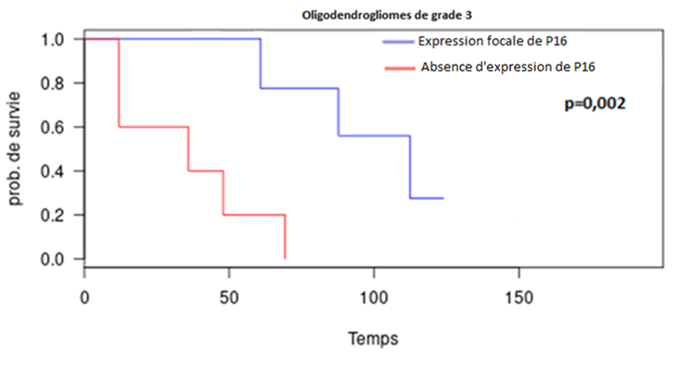 Oligodendrogliomes de grade 3
Expression focale de P16
Absence d'expression de P16
p=0,002
prob. de survie
1.0
0.8
0.6
0.4
0.2
0.0
0 50 100 150
Temps